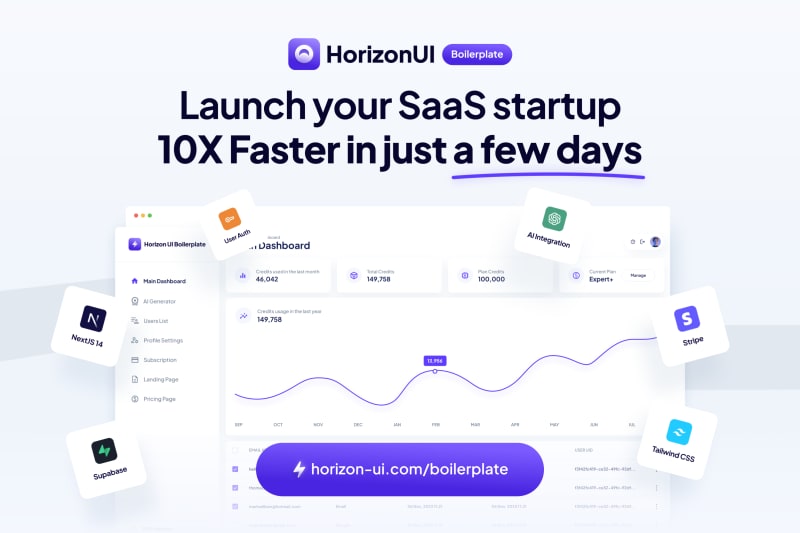 HorizonUI Boilerplate
Launch your SaaS startup
10X Faster in just a few days
User Auth
AI Integration
Horizon UI Boilerplate
Dashboard
Credits used in the last month
46,042
Total Credits
149,758
Plan Credits
100,000
Current Plan
Expert+
Manage
Main Dashboard
AI Generator
Users List
Profile Settings
Subscription
Landing Page
Pricing Page
Credits usage in the last year
149,758
13,956
SEP OCT NOV DEC JAN FEB MAR APR MAY JUN JUL
NextJS 14
Stripe
Supabase
Tailwind CSS
horizon-ui.com/boilerplate
USER UID